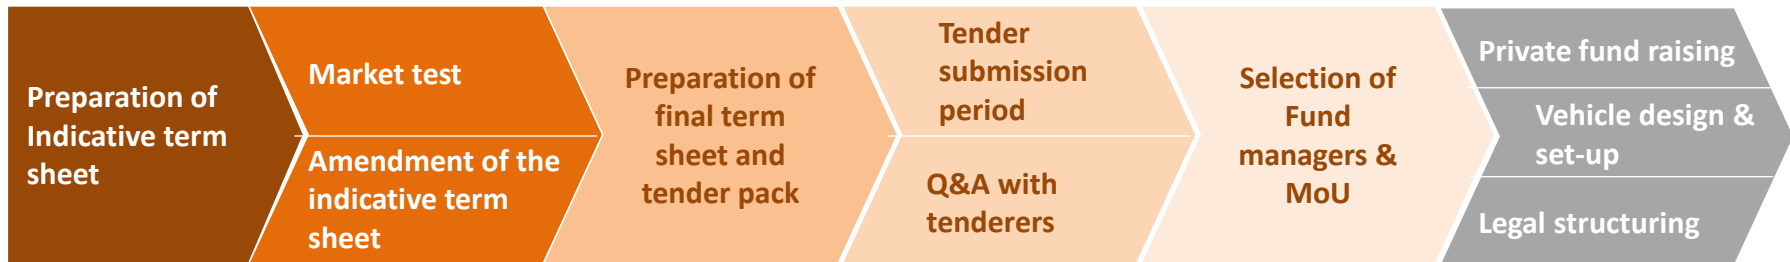 Preparation of
Indicative term
sheet
Market test
Amendment of the
indicative term
sheet
Preparation of
final term
sheet and
tender pack
Tender
submission
period
Q&A with
tenderers
Selection of
Fund
managers &
MoU
Private fund raising
Vehicle design &
set-up
Legal structuring